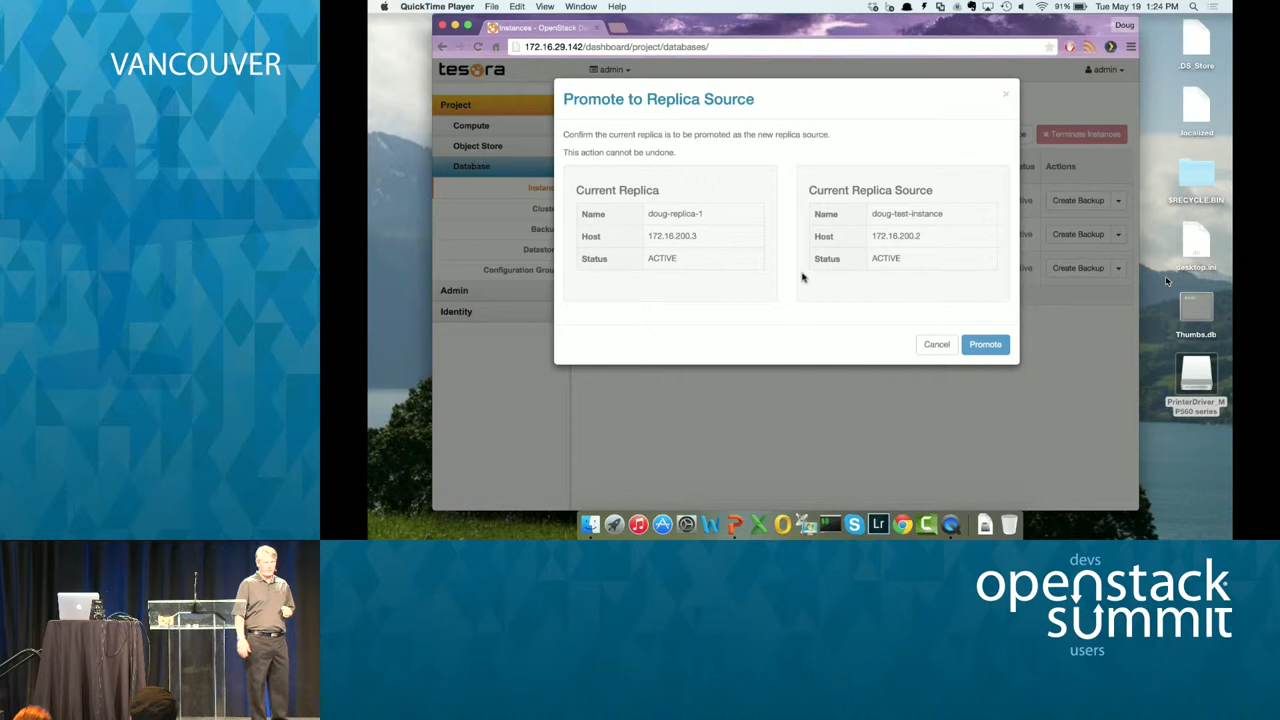 VANCOUVER
QuickTime Player File Edit View Window Help
91% Tue May 19 1:24 PM
Instances - OpenStack Da
Doug
172.16.29.142/dashboard/project/databases/
tesora
admin
admin
Project
Compute
Object Store
Database
Admin
Identity
Promote to Replica Source
×
Confirm the current replica is to be promoted as the new replica source.
This action cannot be undone.
Current Replica
Name doug-replica-1
Host 172.16.200.3
Status ACTIVE
Current Replica Source
Name doug-test-instance
Host 172.16.200.2
Status ACTIVE
Cancel
Promote
Terminate Instances
Actions
Create Backup
Create Backup
Create Backup
.DS_Store
.localized
$RECYCLE.BIN
desktop.ini
Thumbs.db
PrinterDriver_M
P560 series
devs
openstack
summit
users